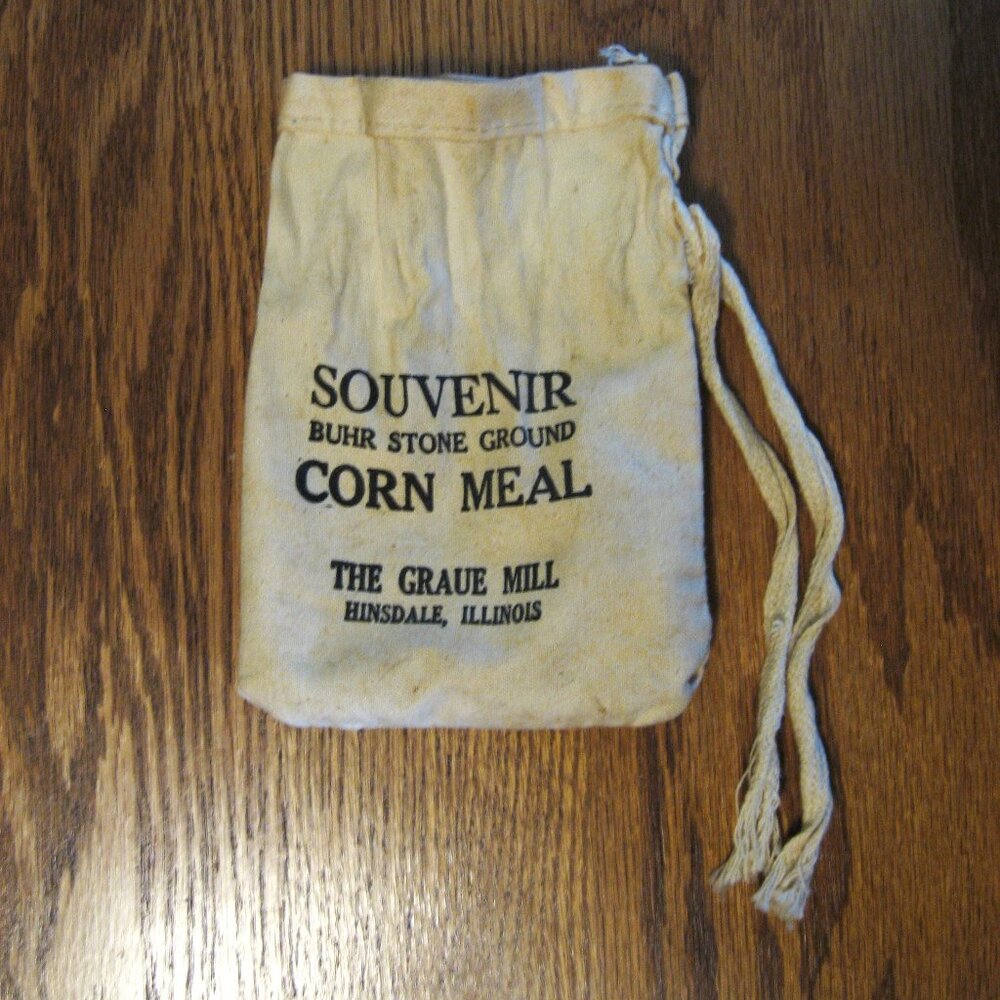 SOUVENIR
BUHR STONE GROUND
CORN MEAL
THE GRAUE MILL
HINSDALE, ILLINOIS